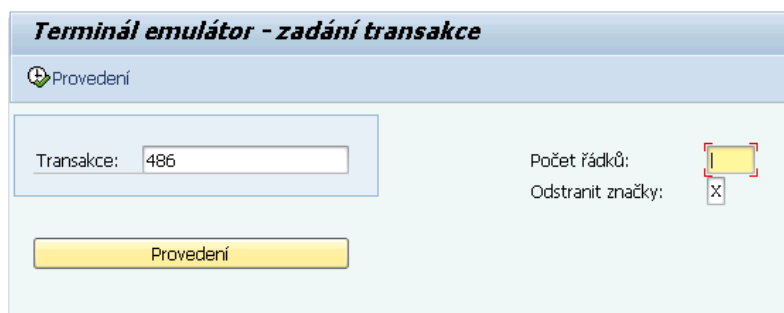 Terminál emulátor - zadání transakce
Provedení
Transakce: 486
Počet řádků:
Odstranit značky: X
Provedení